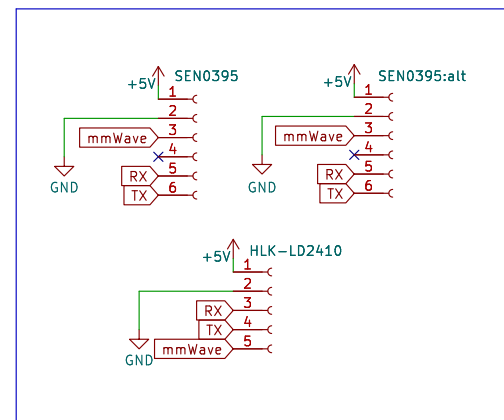 SEN0395
+5V
1
2
mmWave 3
4
RX 5
TX 6
GND
SEN0395:alt
+5V
1
2
mmWave 3
4
RX 5
TX 6
GND
HLK-LD2410
+5V
1
2
RX 3
TX 4
mmWave 5
GND